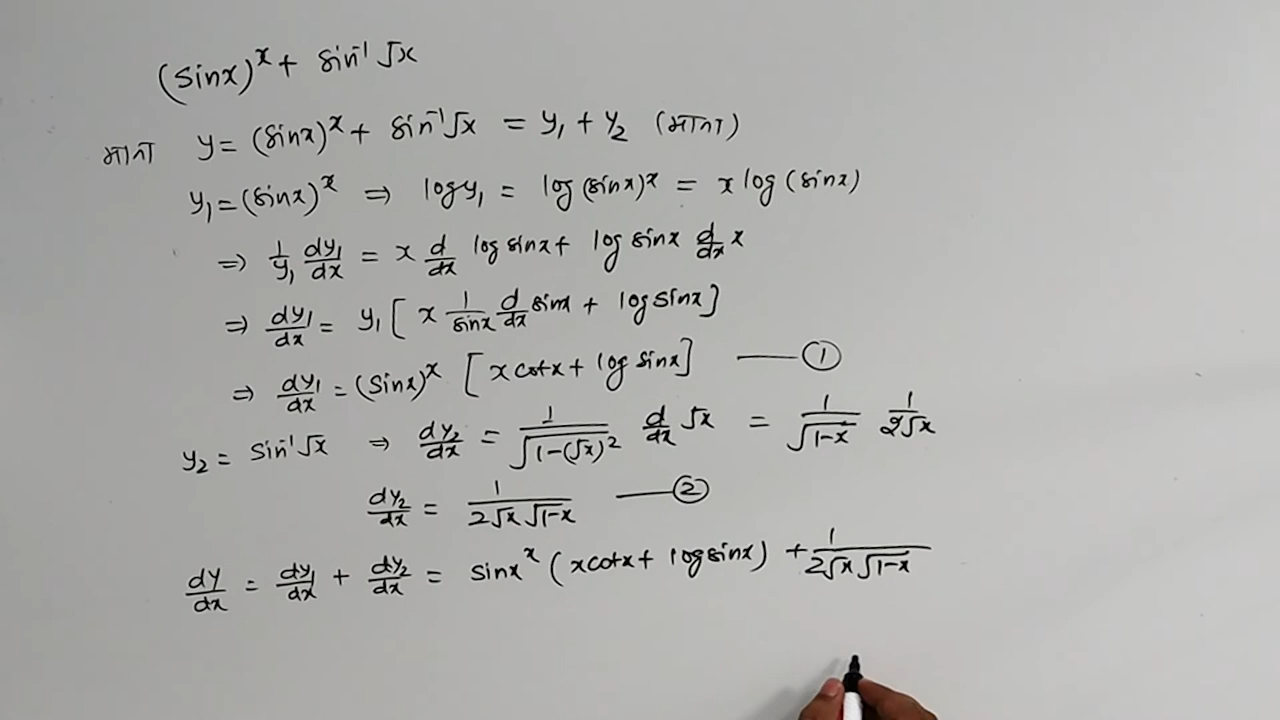 (sinx)^x + sin⁻¹ √x
माना y = (sinx)^x + sin⁻¹√x = y₁ + y₂ (माना)
y₁ = (sinx)^x ⇒ log y₁ = log (sinx)^x = x log (sinx)
⇒ 1/y₁ dy₁/dx = x d/dx log sinx + log sinx d/dx x
⇒ dy₁/dx = y₁ [ x 1/sinx d/dx sinx + log sinx ]
⇒ dy₁/dx = (sinx)^x [ x cotx + log sinx ] —— ①
y₂ = sin⁻¹√x ⇒ dy₂/dx = 1/√(1-(√x)²) d/dx √x = 1/√(1-x) 1/2√x
dy₂/dx = 1/2√x√(1-x) —— ②
dy/dx = dy₁/dx + dy₂/dx = sinx^x (x cotx + log sinx) + 1/2√x√(1-x)